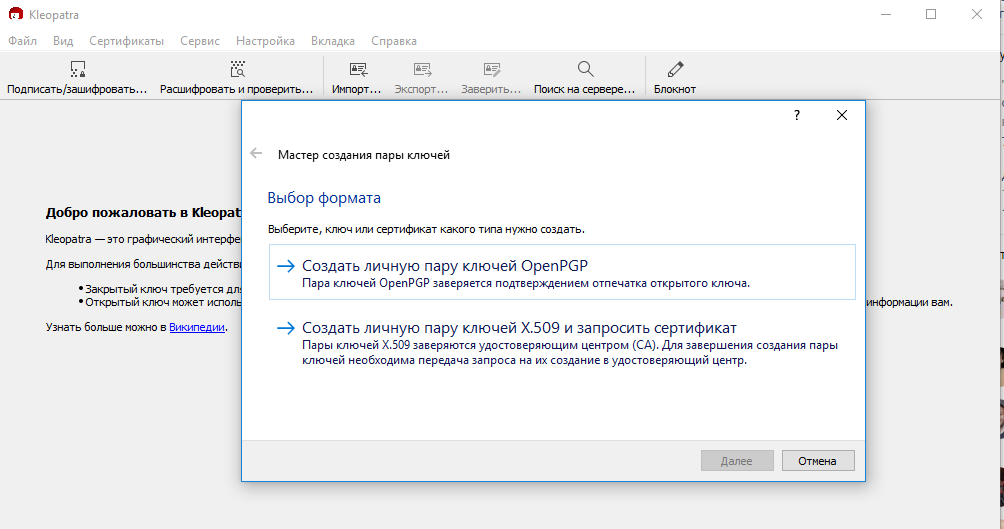 Kleopatra
Файл Вид Сертификаты Сервис Настройка Вкладка Справка
Подписать/зашифровать... Расшифровать и проверить... Импорт... Экспорт... Заверить... Поиск на сервере... Блокнот
?
Мастер создания пары ключей
Выбор формата
Выберите, ключ или сертификат какого типа нужно создать.
Создать личную пару ключей OpenPGP
Пара ключей OpenPGP заверяется подтверждением отпечатка открытого ключа.
Создать личную пару ключей X.509 и запросить сертификат
Пары ключей X.509 заверяются удостоверяющим центром (CA). Для завершения создания пары
ключей необходима передача запроса на их создание в удостоверяющий центр.
Далее Отмена
Добро пожаловать в Kleopat
Kleopatra — это графический интерфе
Для выполнения большинства действи
• Закрытый ключ требуется дл
• Открытый ключ может исполь
информации вам.
Узнать больше можно в Википедии.